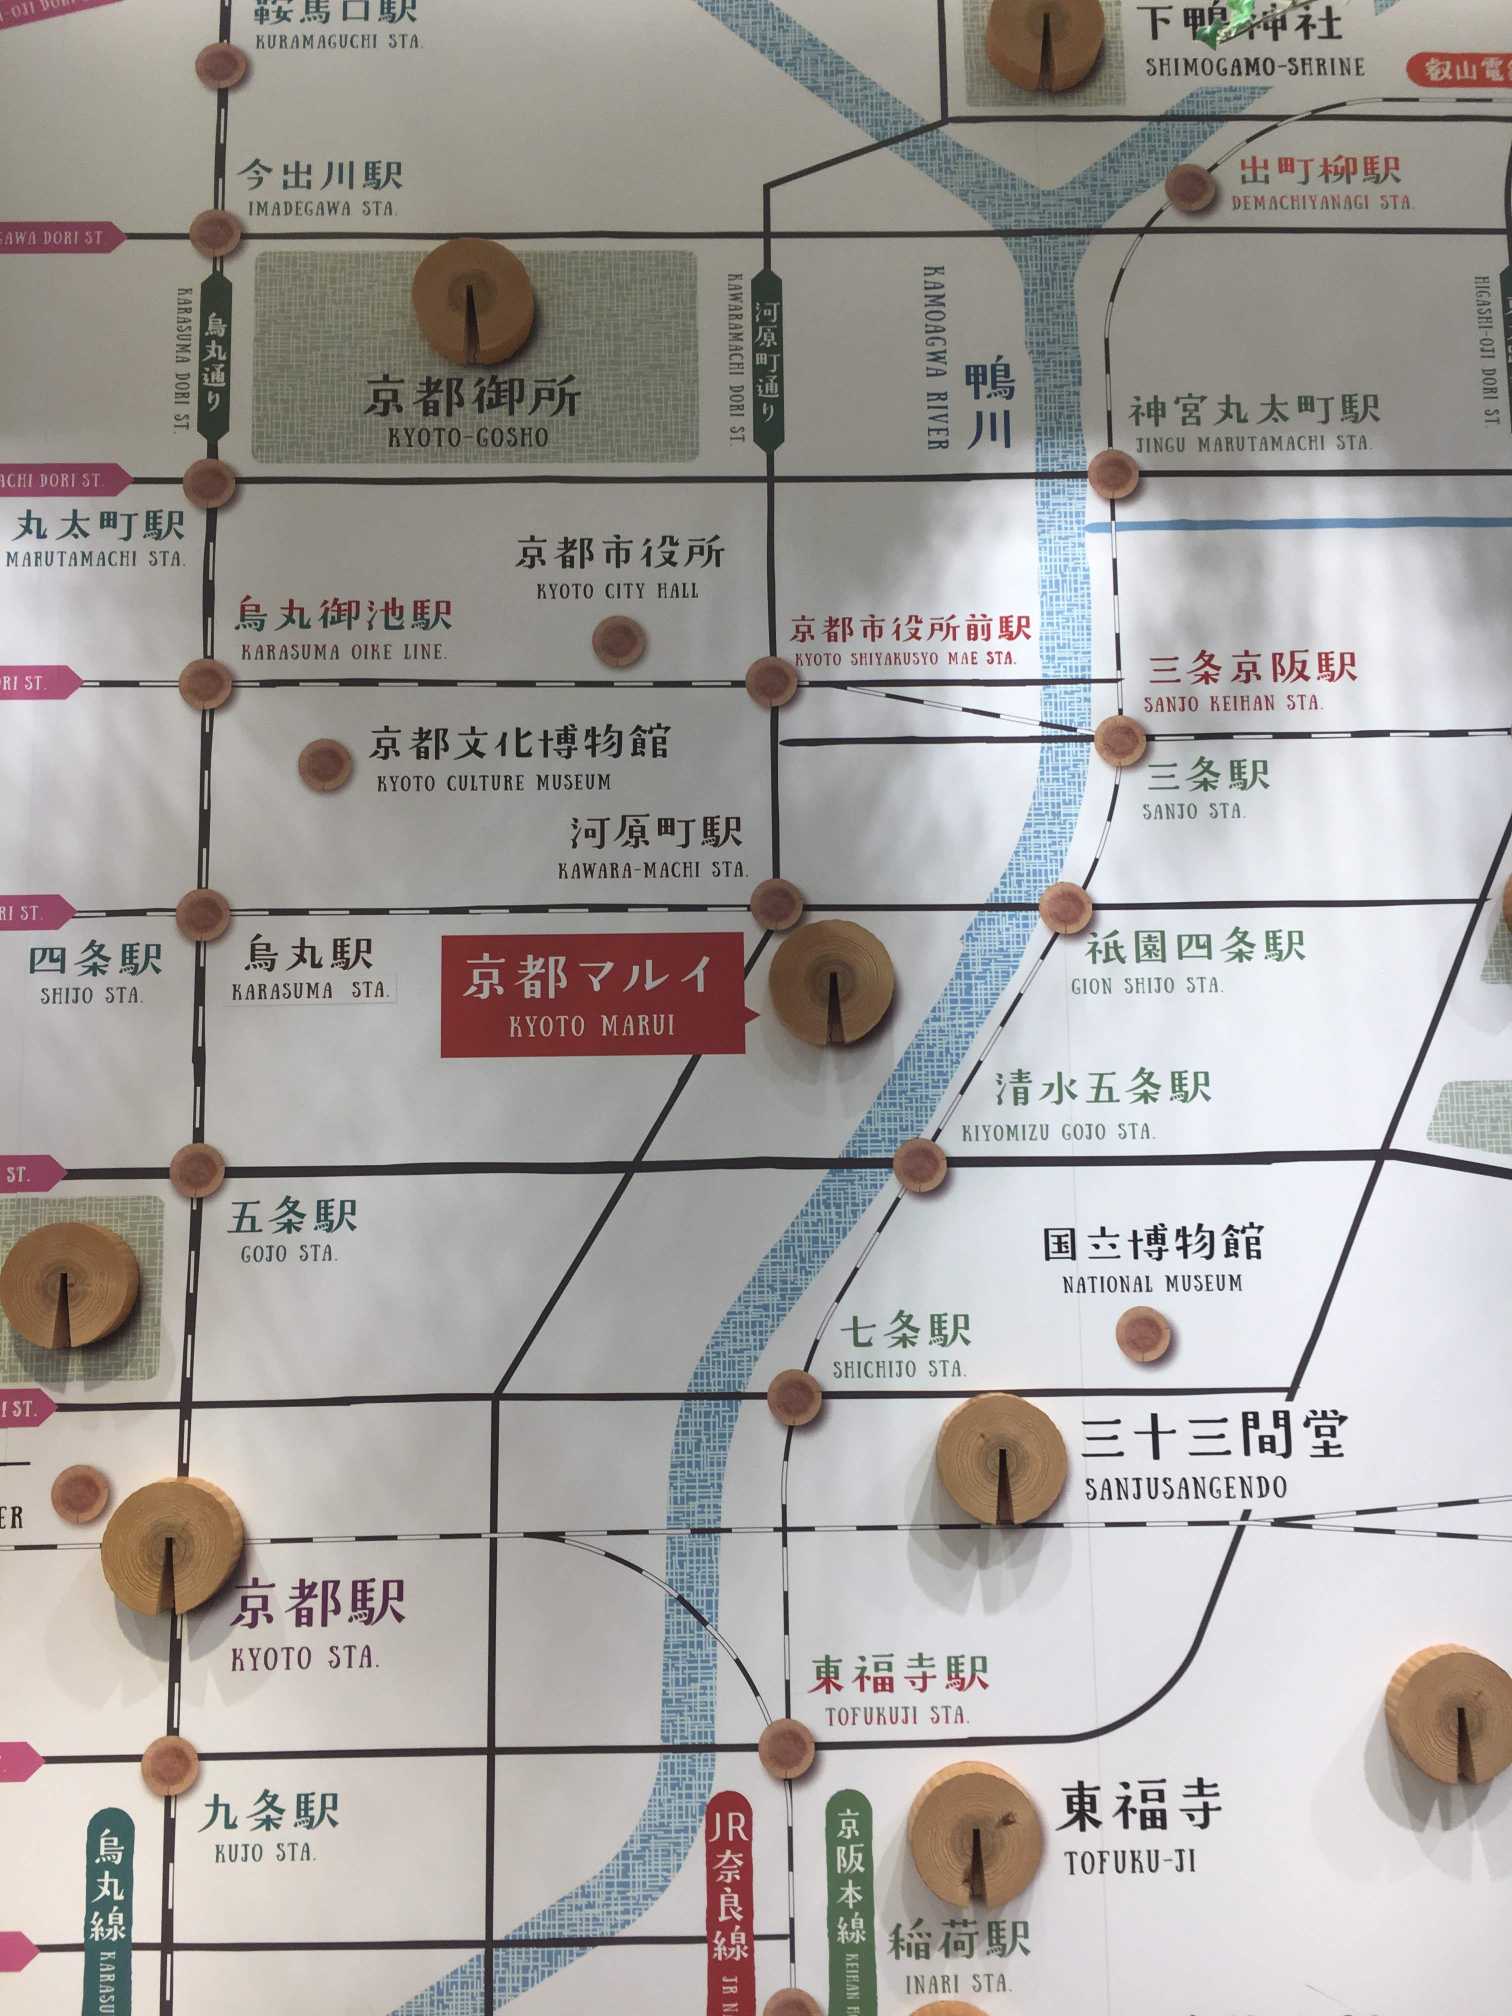 鞍馬口駅
KURAMAGUCHI STA.
下鴨神社
SHIMOGAMO-SHRINE
叡山電
今出川駅
IMADEGAWA STA.
出町柳駅
DEMACHIYANAGI STA.
GAWA DORI ST.
KARASUMA DORI ST.
烏丸通り
京都御所
KYOTO-GOSHO
KAWARAMACHI DORI ST.
河原町通り
KAMOAGWA RIVER
鴨川
HIGASHI-OJI DORI ST.
神宮丸太町駅
JINGU MARUTAMACHI STA.
ACHI DORI ST.
丸太町駅
MARUTAMACHI STA.
京都市役所
KYOTO CITY HALL
烏丸御池駅
KARASUMA OIKE LINE.
京都市役所前駅
KYOTO SHIYAKUSYO MAE STA.
三条京阪駅
SANJO KEIHAN STA.
RI ST.
京都文化博物館
KYOTO CULTURE MUSEUM
三条駅
SANJO STA.
河原町駅
KAWARA-MACHI STA.
RI ST.
四条駅
SHIJO STA.
烏丸駅
KARASUMA STA.
京都マルイ
KYOTO MARUI
祇園四条駅
GION SHIJO STA.
清水五条駅
KIYOMIZU GOJO STA.
ST.
五条駅
GOJO STA.
国立博物館
NATIONAL MUSEUM
七条駅
SHICHIJO STA.
I ST.
三十三間堂
SANJUSANGENDO
ER
京都駅
KYOTO STA.
東福寺駅
TOFUKUJI STA.
九条駅
KUJO STA.
東福寺
TOFUKU-JI
烏丸線
KARASU
JR奈良線
JR N
京阪本線
KEIHAN
稲荷駅
INARI STA.